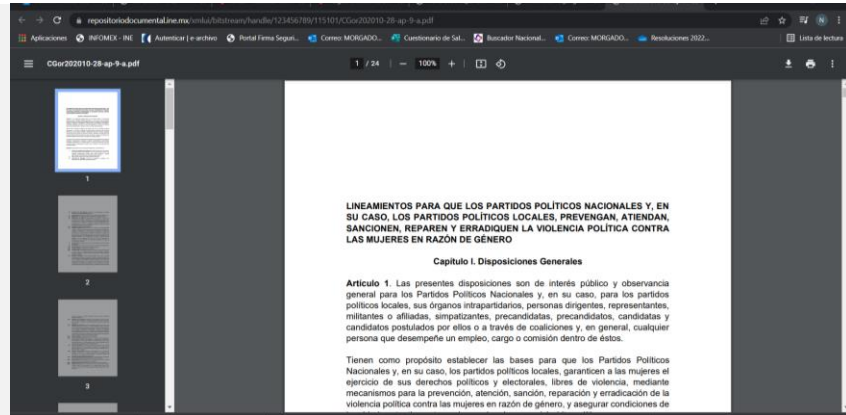 repositoriodocumental.ine.mx/xmlui/bitstream/handle/123456789/115101/CGor202010-28-ap-9-a.pdf
Aplicaciones INFOMEX - INE Autenticar | e-archivo Portal Firma Seguri... Correo: MORGADO... Cuestionario de Sal... Buscador Nacional... Correo: MORGADO... Resoluciones 2022... Lista de lectura
CGor202010-28-ap-9-a.pdf 1 / 24 100%
1
2
3
LINEAMIENTOS PARA QUE LOS PARTIDOS POLÍTICOS NACIONALES Y, EN
SU CASO, LOS PARTIDOS POLÍTICOS LOCALES, PREVENGAN, ATIENDAN,
SANCIONEN, REPAREN Y ERRADIQUEN LA VIOLENCIA POLÍTICA CONTRA
LAS MUJERES EN RAZÓN DE GÉNERO
Capítulo I. Disposiciones Generales
Artículo 1. Las presentes disposiciones son de interés público y observancia
general para los Partidos Políticos Nacionales y, en su caso, para los partidos
políticos locales, sus órganos intrapartidarios, personas dirigentes, representantes,
militantes o afiliadas, simpatizantes, precandidatas, precandidatos, candidatas y
candidatos postulados por ellos o a través de coaliciones y, en general, cualquier
persona que desempeñe un empleo, cargo o comisión dentro de éstos.
Tienen como propósito establecer las bases para que los Partidos Políticos
Nacionales y, en su caso, los partidos políticos locales, garanticen a las mujeres el
ejercicio de sus derechos políticos y electorales, libres de violencia, mediante
mecanismos para la prevención, atención, sanción, reparación y erradicación de la
violencia política contra las mujeres en razón de género, y asegurar condiciones de